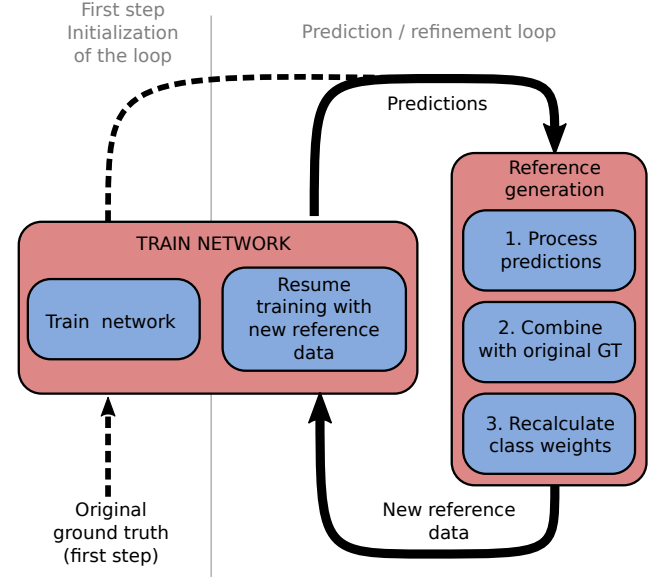 First step
Initialization
of the loop
Prediction / refinement loop
Predictions
Reference
generation
1. Process
predictions
2. Combine
with original GT
3. Recalculate
class weights
TRAIN NETWORK
Train network
Resume
training with
new reference
data
Original
ground truth
(first step)
New reference
data